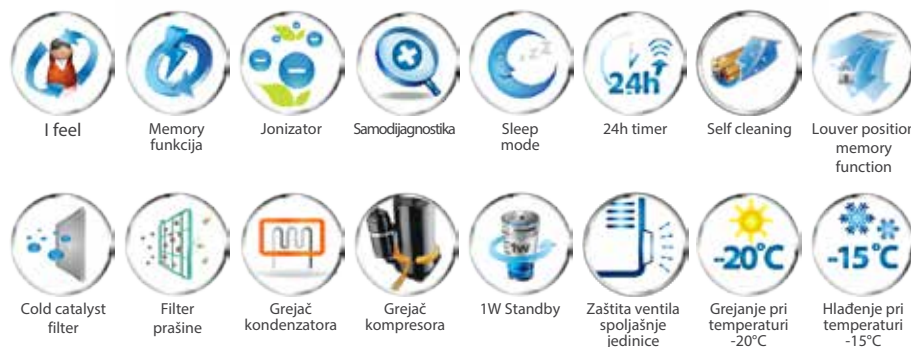 24h
I feel
Memory
funkcija
Jonizator
Samodijagnostika
Sleep
mode
24h timer
Self cleaning
Louver position
memory
function
1W
-20°C
-15°C
Cold catalyst
filter
Filter
prašine
Grejač
kondenzatora
Grejač
kompresora
1W Standby
Zaštita ventila
spoljašnje
jedinice
Grejanje pri
temperaturi
-20°C
Hlađenje pri
temperaturi
-15°C